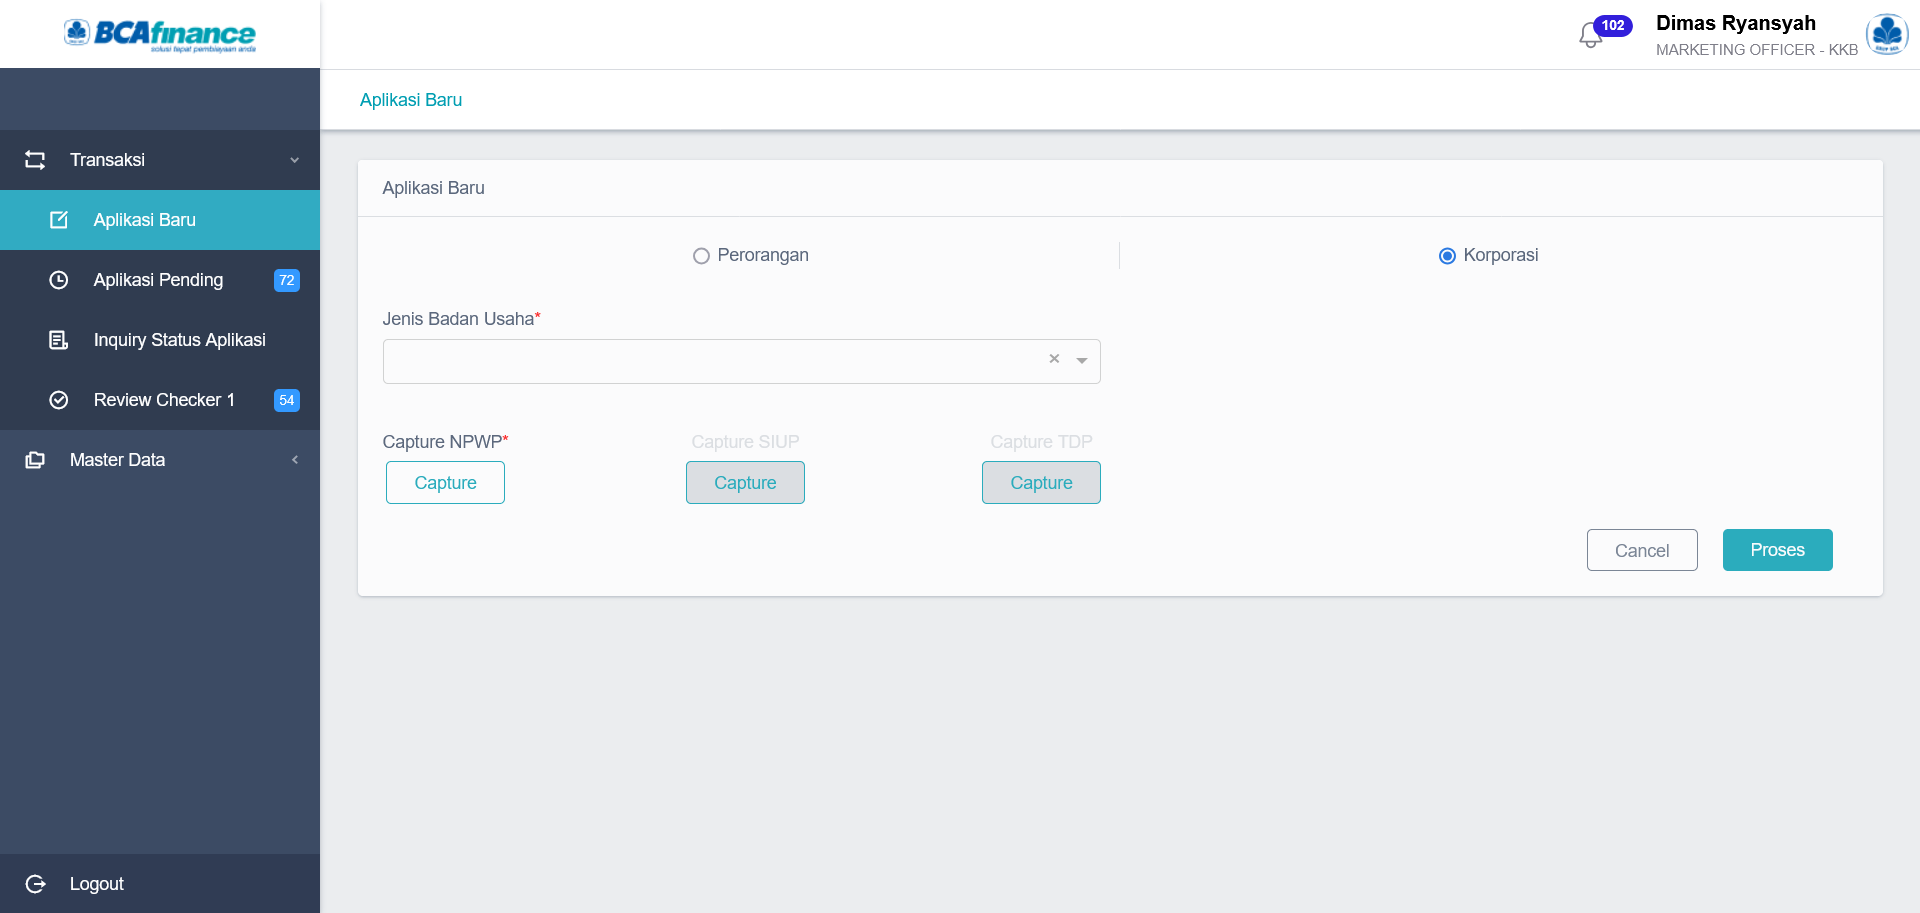 BCAfinance
solusi tepat pembiayaan anda
102
Dimas Ryansyah
MARKETING OFFICER - KKB
Aplikasi Baru
Transaksi
Aplikasi Baru
Aplikasi Pending 72
Inquiry Status Aplikasi
Review Checker 1 54
Master Data
Logout
Aplikasi Baru
Perorangan
Korporasi
Jenis Badan Usaha*
Capture NPWP* Capture SIUP Capture TDP
Capture Capture Capture
Cancel Proses